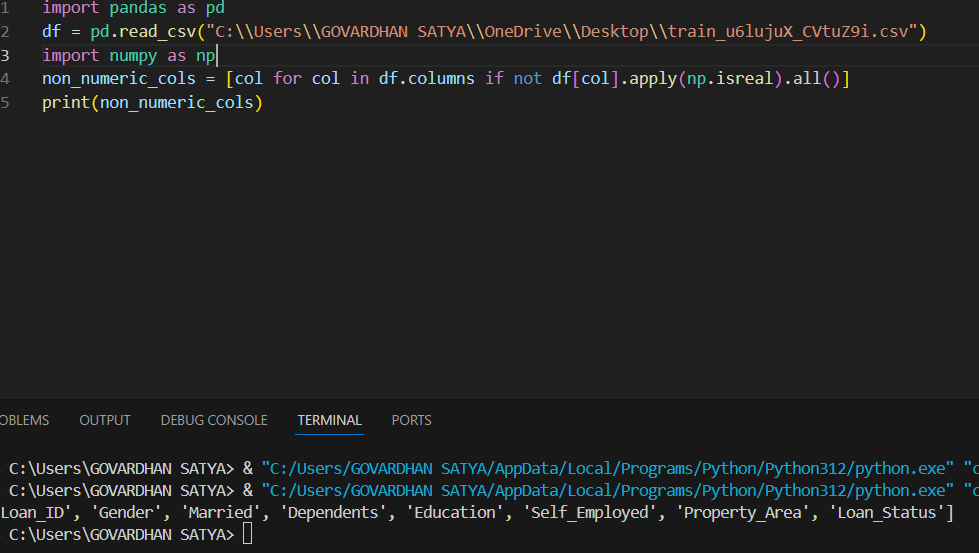 1 import pandas as pd
2 df = pd.read_csv("C:\\Users\\GOVARDHAN SATYA\\OneDrive\\Desktop\\train_u6lujuX_CVtuZ9i.csv")
3 import numpy as np
4 non_numeric_cols = [col for col in df.columns if not df[col].apply(np.isreal).all()]
5 print(non_numeric_cols)
OBLEMS OUTPUT DEBUG CONSOLE TERMINAL PORTS
C:\Users\GOVARDHAN SATYA> & "C:/Users/GOVARDHAN SATYA/AppData/Local/Programs/Python/Python312/python.exe" "c
C:\Users\GOVARDHAN SATYA> & "C:/Users/GOVARDHAN SATYA/AppData/Local/Programs/Python/Python312/python.exe" "c
Loan_ID', 'Gender', 'Married', 'Dependents', 'Education', 'Self_Employed', 'Property_Area', 'Loan_Status']
C:\Users\GOVARDHAN SATYA>